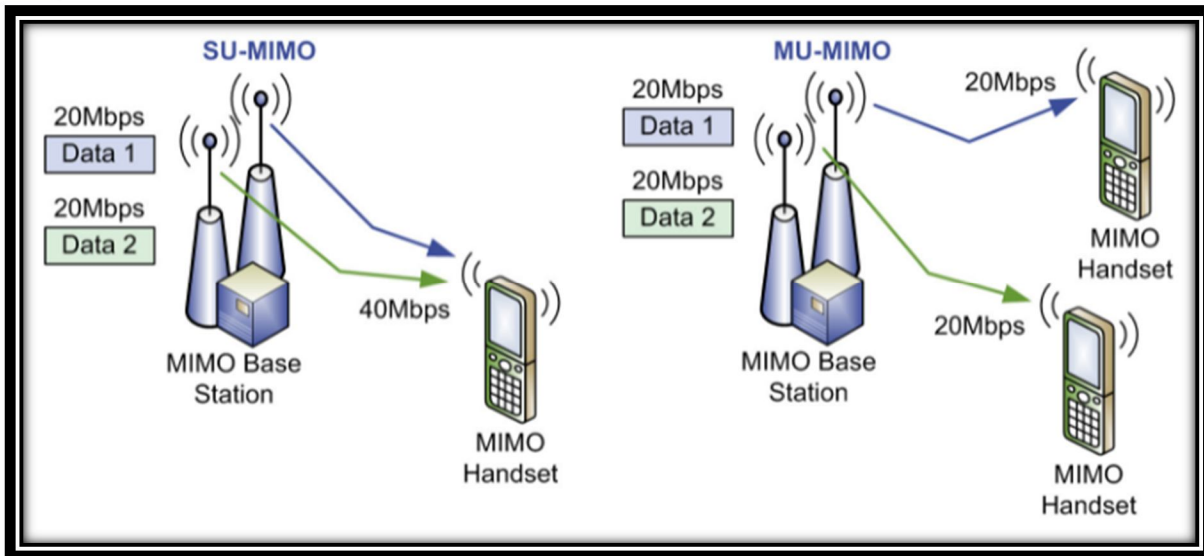 SU-MIMO
20Mbps
Data 1
20Mbps
Data 2
40Mbps
MIMO Base
Station
MIMO
Handset
MU-MIMO
20Mbps
Data 1
20Mbps
Data 2
20Mbps
MIMO
Handset
20Mbps
MIMO Base
Station
MIMO
Handset